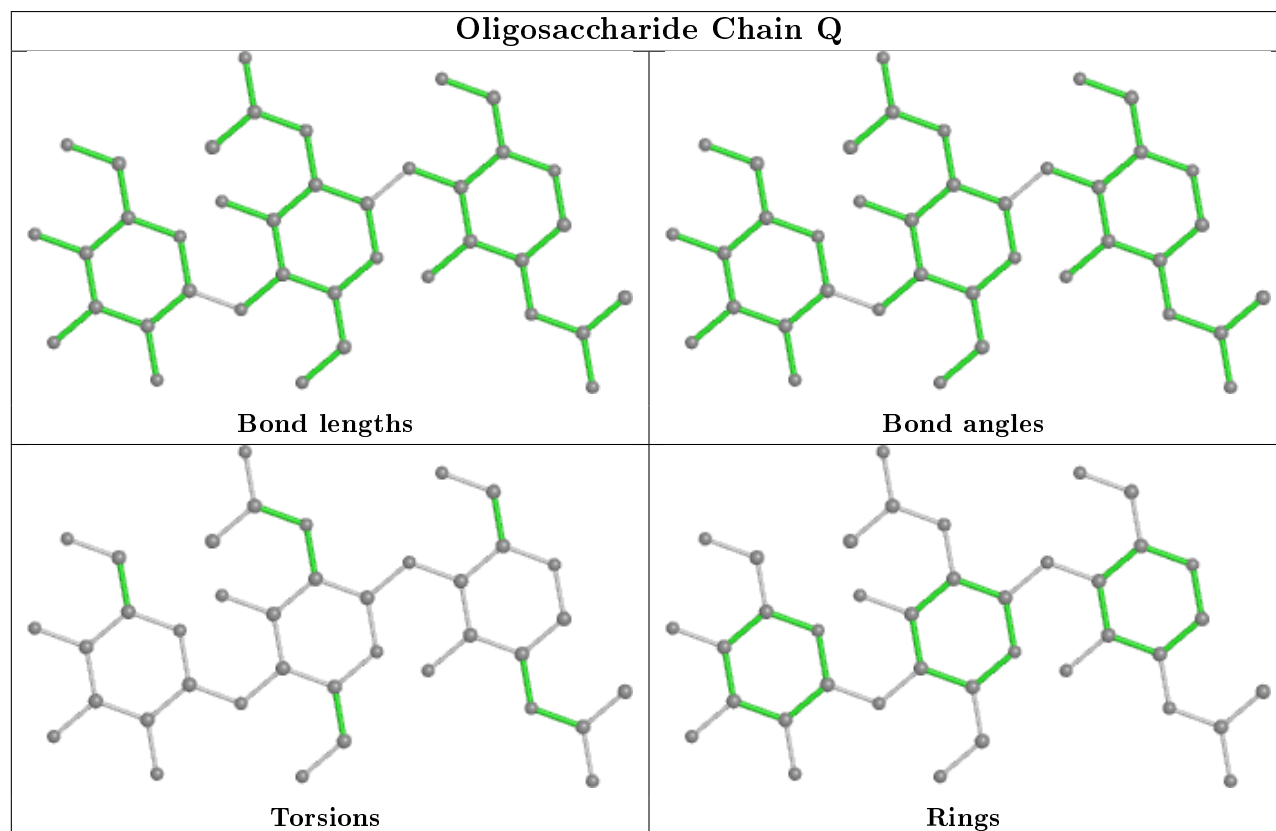 Oligosaccharide Chain Q
Bond lengths
Bond angles
Torsions
Rings